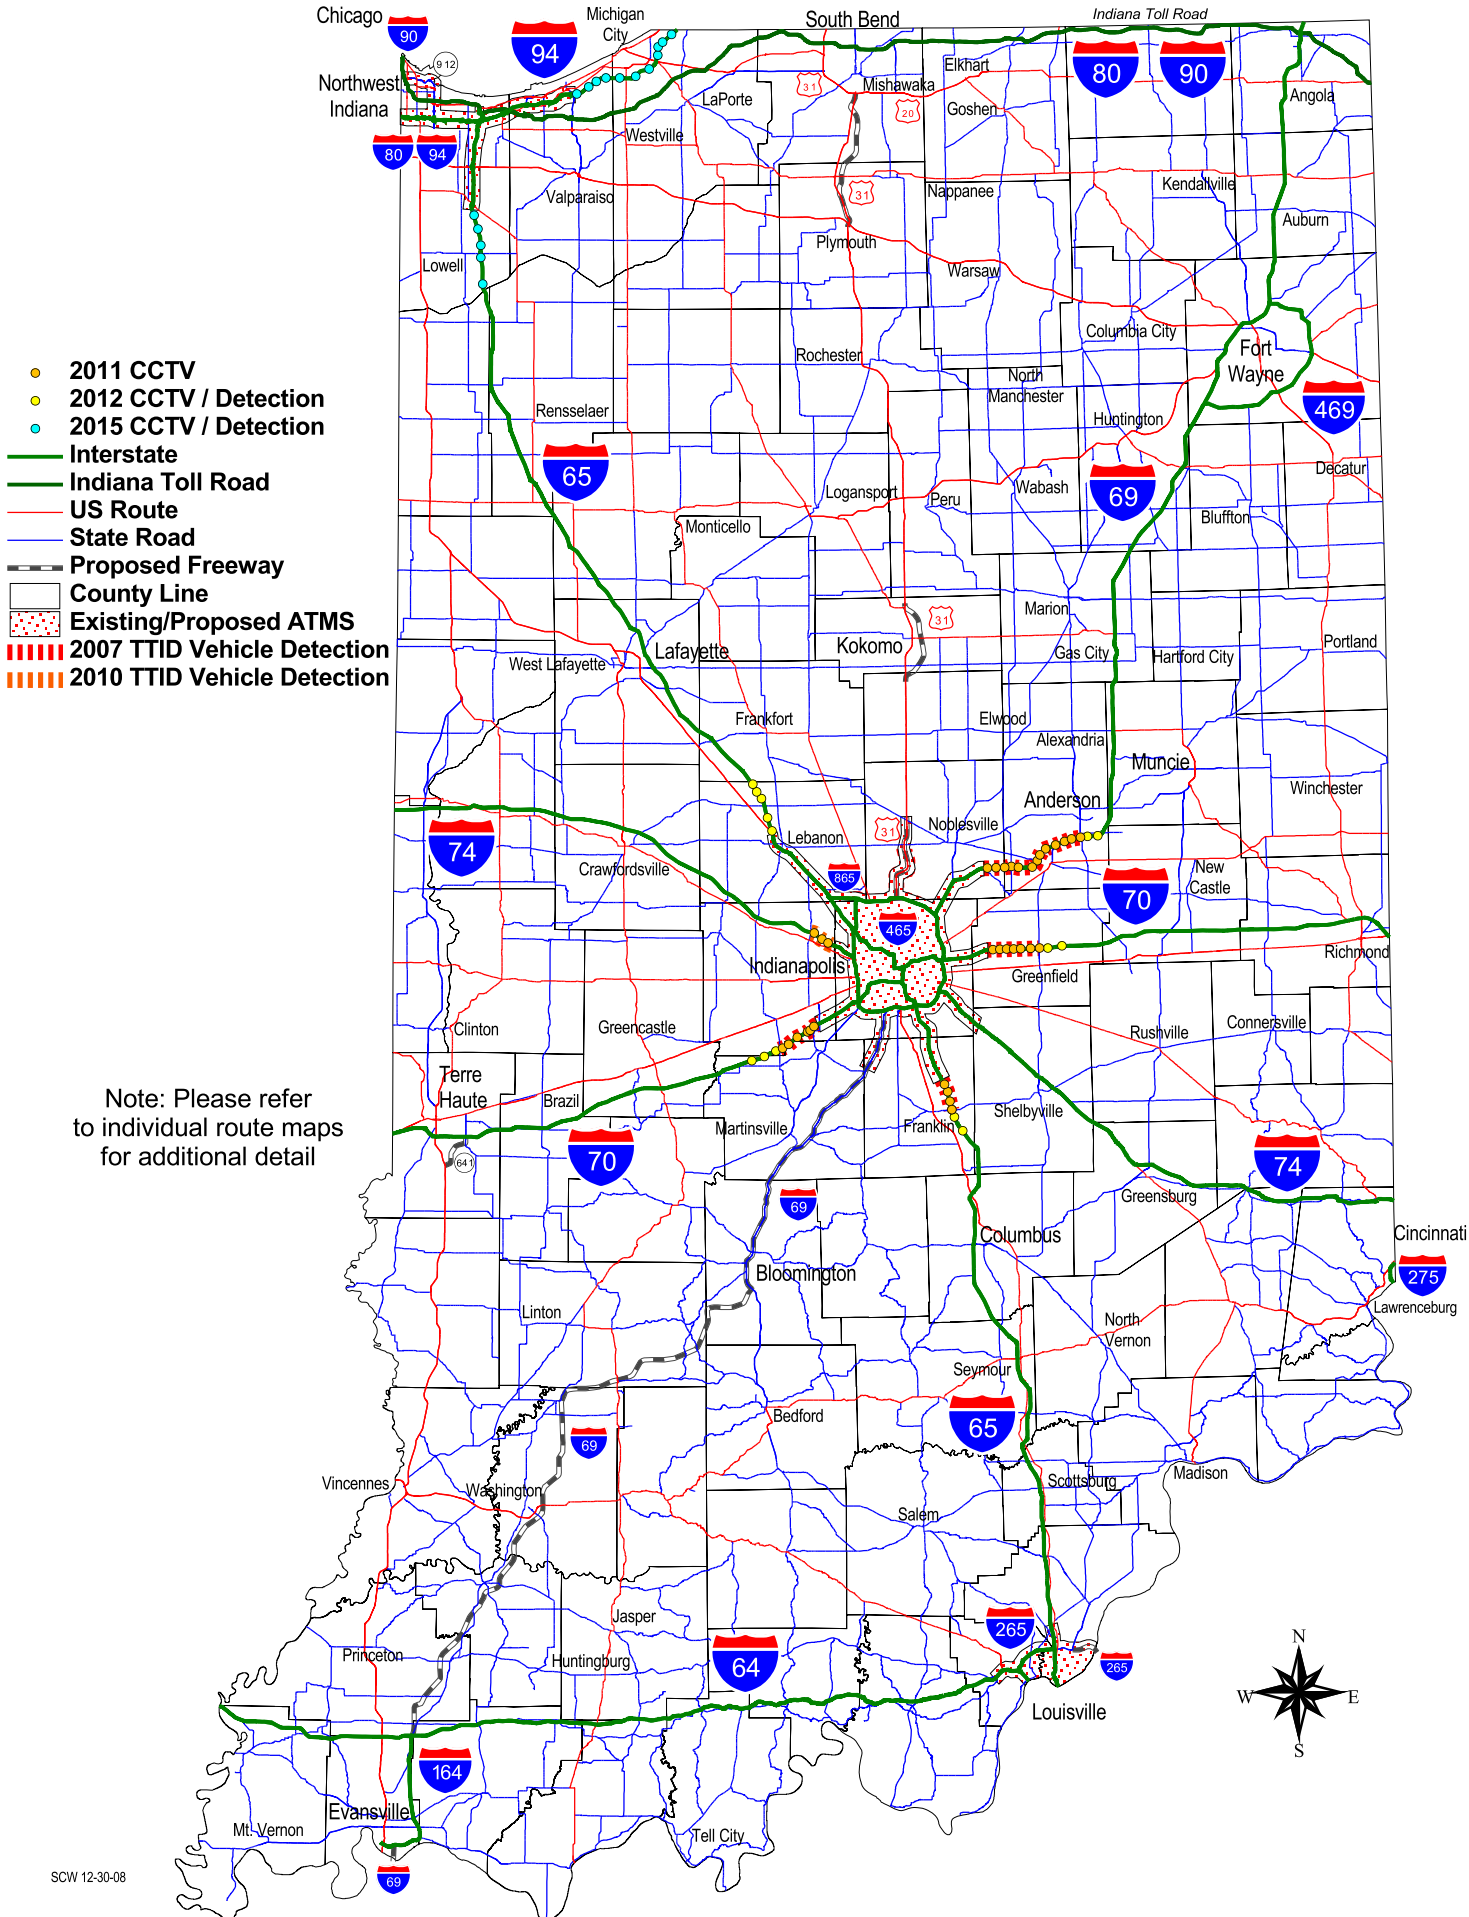 Chicago
90
94
Michigan
City
South Bend
Indiana Toll Road
912
Northwest
Indiana
80
94
LaPorte
Westville
Valparaiso
31
Mishawaka
20
Elkhart
Goshen
80
90
Angola
31
Nappanee
Kendallville
Auburn
Plymouth
Lowell
Warsaw
Columbia City
Fort
Wayne
Rochester
North
Manchester
Huntington
469
Rensselaer
65
Logansport
Peru
Wabash
69
Decatur
Bluffton
Monticello
2011 CCTV
2012 CCTV / Detection
2015 CCTV / Detection
Interstate
Indiana Toll Road
US Route
State Road
Proposed Freeway
County Line
Existing/Proposed ATMS
2007 TTID Vehicle Detection
2010 TTID Vehicle Detection
Marion
31
Kokomo
Gas City
Hartford City
Portland
Lafayette
West Lafayette
Frankfort
Elwood
Alexandria
Muncie
Anderson
Winchester
74
Lebanon
31
Noblesville
Crawfordsville
865
70
New
Castle
465
Indianapolis
Greenfield
Richmond
Clinton
Greencastle
Rushville
Connersville
Terre
Haute
Brazil
Note: Please refer
to individual route maps
for additional detail
Martinsville
Franklin
Shelbyville
641
70
74
Greensburg
69
Columbus
Cincinnati
275
Lawrenceburg
Bloomington
Linton
North
Vernon
Seymour
Bedford
65
69
Vincennes
Washington
Scottsburg
Madison
Salem
Jasper
Princeton
Huntingburg
64
265
265
Louisville
N
W
E
S
164
Evansville
Mt. Vernon
Tell City
69
SCW 12-30-08